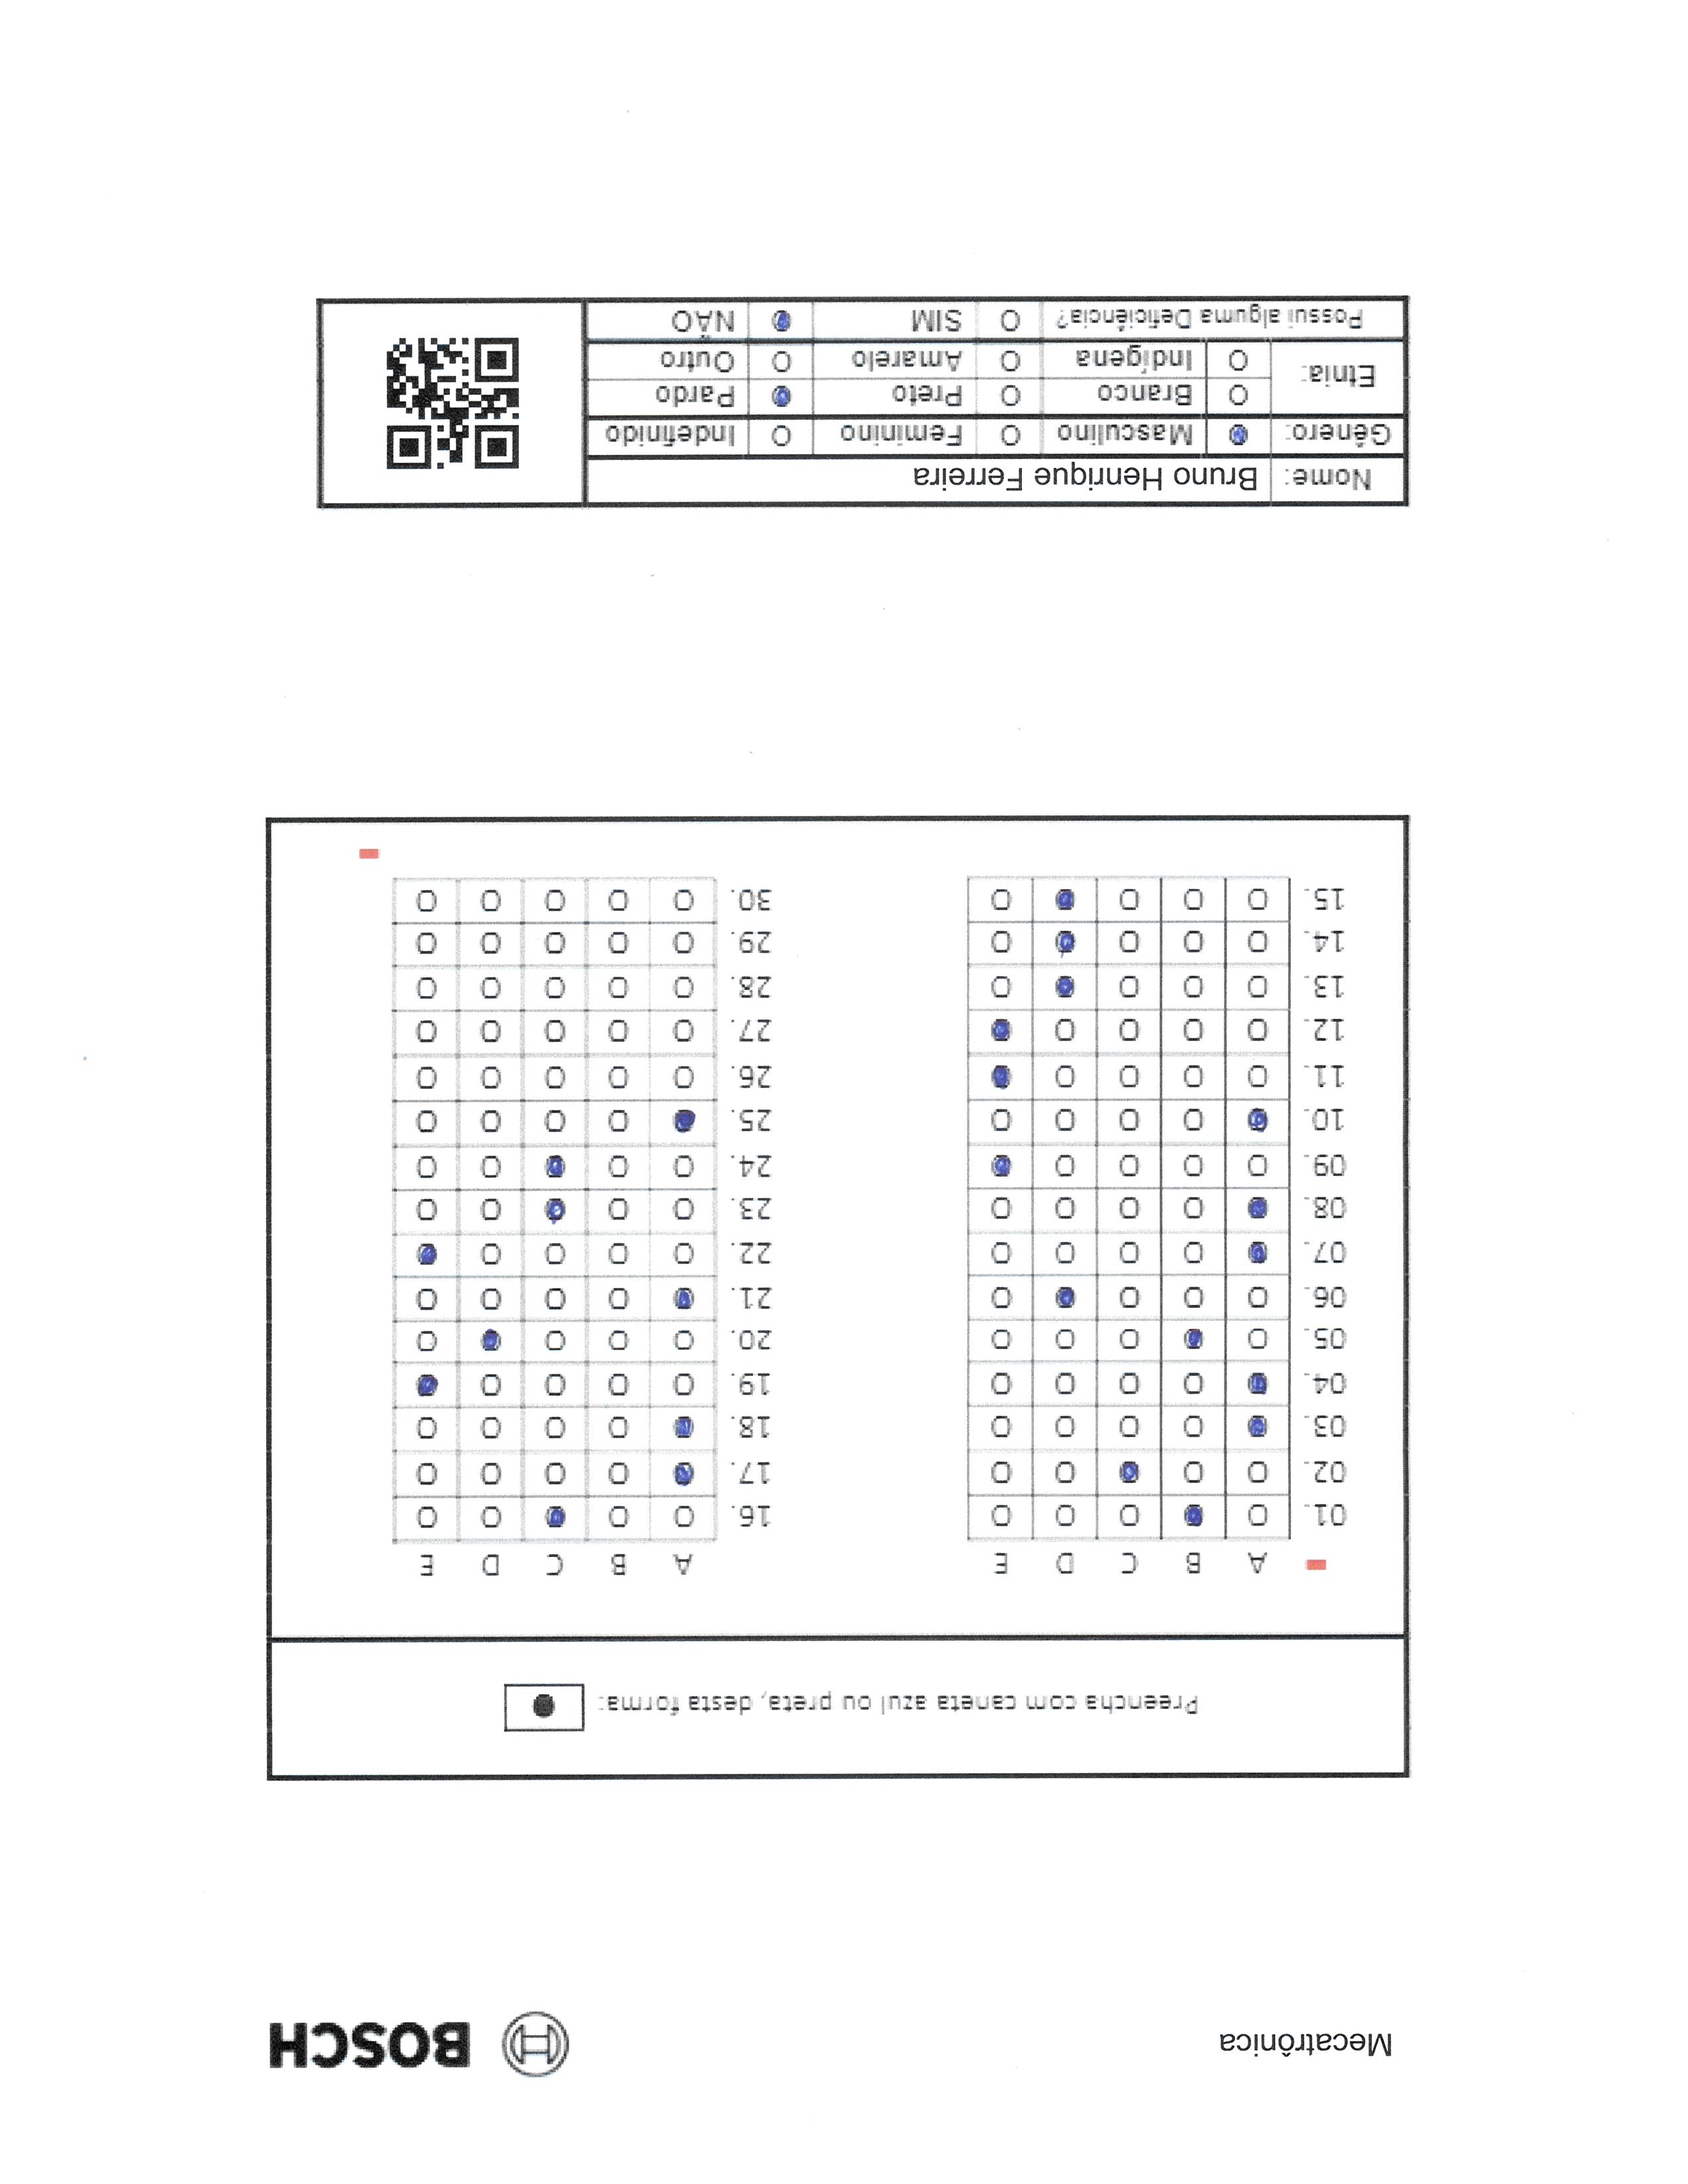 Mecatrônica
BOSCH
Preencha com caneta azul ou preta, desta forma:
A B C D E
01. O O O O
02. O O O O
03. O O O O
04. O O O O
05. O O O O
06. O O O O
07. O O O O
08. O O O O
09. O O O O
10. O O O O
11. O O O O
12. O O O O
13. O O O O
14. O O O O
15. O O O O
A B C D E
16. O O O O
17. O O O O
18. O O O O
19. O O O O
20. O O O O
21. O O O O
22. O O O O
23. O O O O
24. O O O O
25. O O O O
26. O O O O O
27. O O O O O
28. O O O O O
29. O O O O O
30. O O O O O
Nome: Bruno Henrique Ferreira
Gênero: Masculino O Feminino O Indefinido
Etnia: O Branco O Preto Pardo
O Indígena O Amarelo O Outro
Possui alguma Deficiência? O SIM NÃO